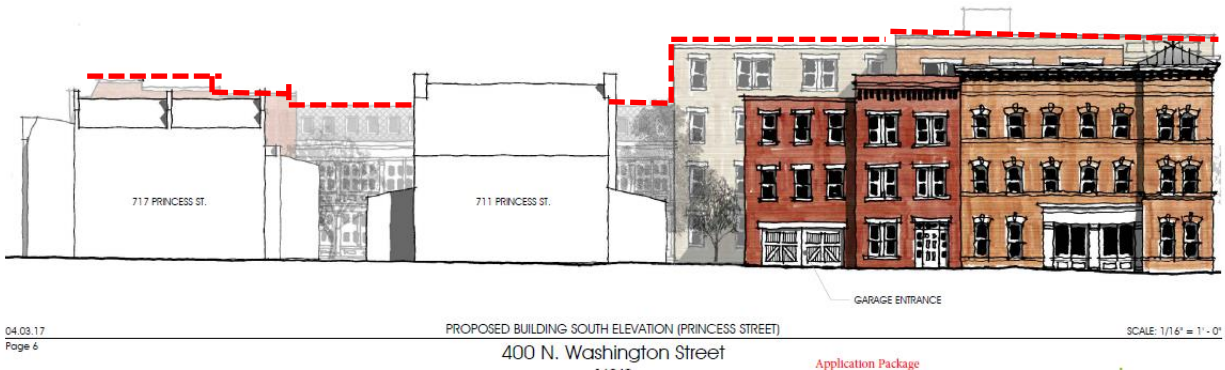 717 PRINCESS ST.
711 PRINCESS ST.
GARAGE ENTRANCE
04.03.17
PROPOSED BUILDING SOUTH ELEVATION (PRINCESS STREET)
SCALE: 1/16" = 1' - 0"
Page 6
400 N. Washington Street
Application Package